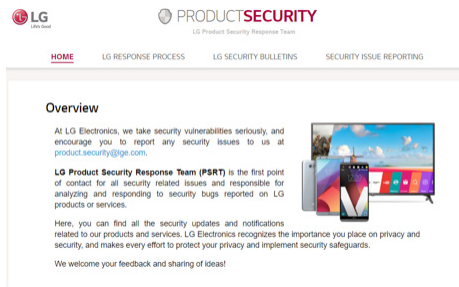 LG
Life's Good
PRODUCTSECURITY
LG Product Security Response Team
HOME
LG RESPONSE PROCESS
LG SECURITY BULLETINS
SECURITY ISSUE REPORTING
Overview
At LG Electronics, we take security vulnerabilities seriously, and
encourage you to report any security issues to us at
product.security@lge.com.
LG Product Security Response Team (PSRT) is the first point
of contact for all security related issues and responsible for
analyzing and responding to security bugs reported on LG
products or services.
Here, you can find all the security updates and notifications
related to our products and services. LG Electronics recognizes the importance you place on privacy and
security, and makes every effort to protect your privacy and implement security safeguards.
We welcome your feedback and sharing of ideas!